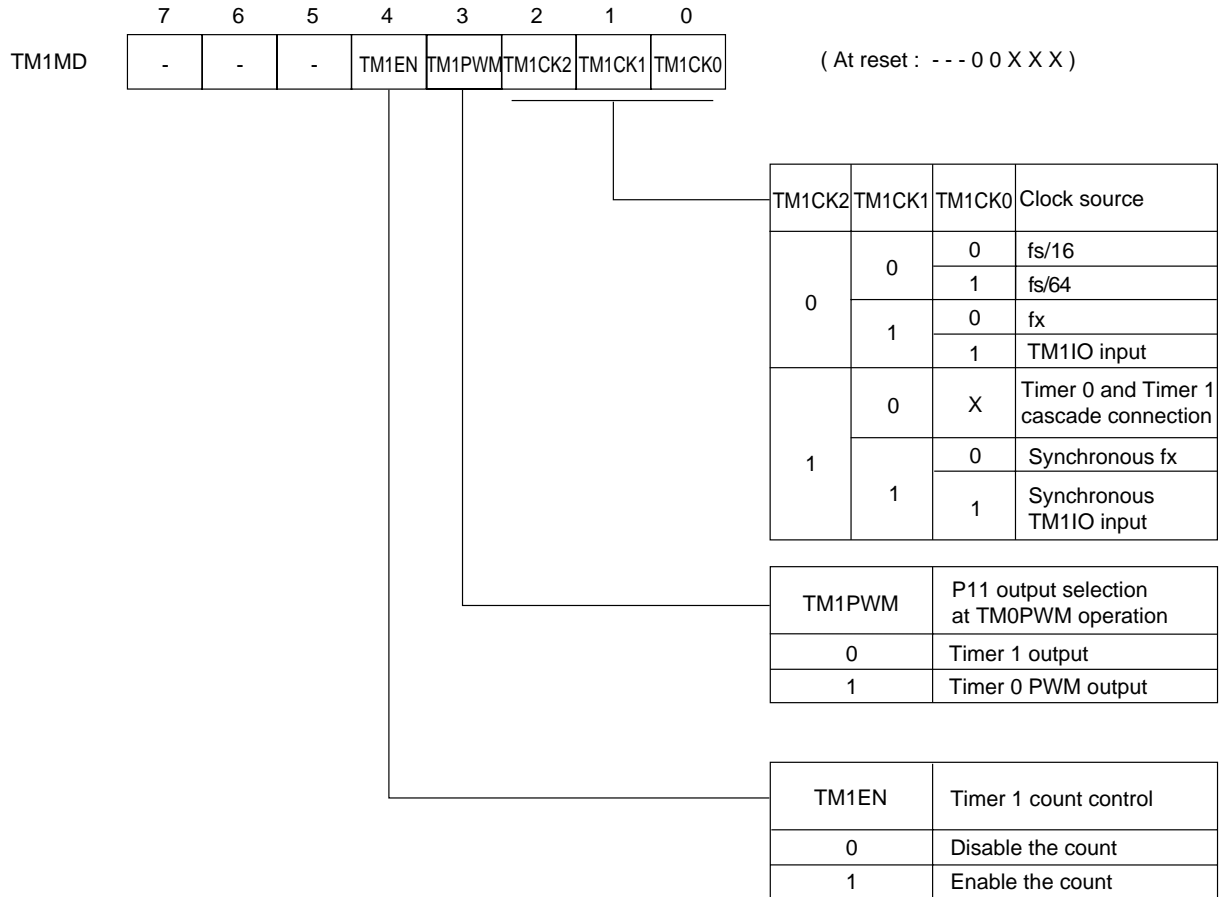 7 6 5 4 3 2 1 0
TM1MD - - - TM1EN TM1PWM TM1CK2 TM1CK1 TM1CK0 ( At reset : - - - 0 0 X X X )
TM1CK2 TM1CK1 TM1CK0 Clock source
0 0 0 fs/16
1 fs/64
1 0 fx
1 TM1IO input
1 0 X Timer 0 and Timer 1
cascade connection
1 0 Synchronous fx
1 Synchronous
TM1IO input
TM1PWM P11 output selection
at TM0PWM operation
0 Timer 1 output
1 Timer 0 PWM output
TM1EN Timer 1 count control
0 Disable the count
1 Enable the count